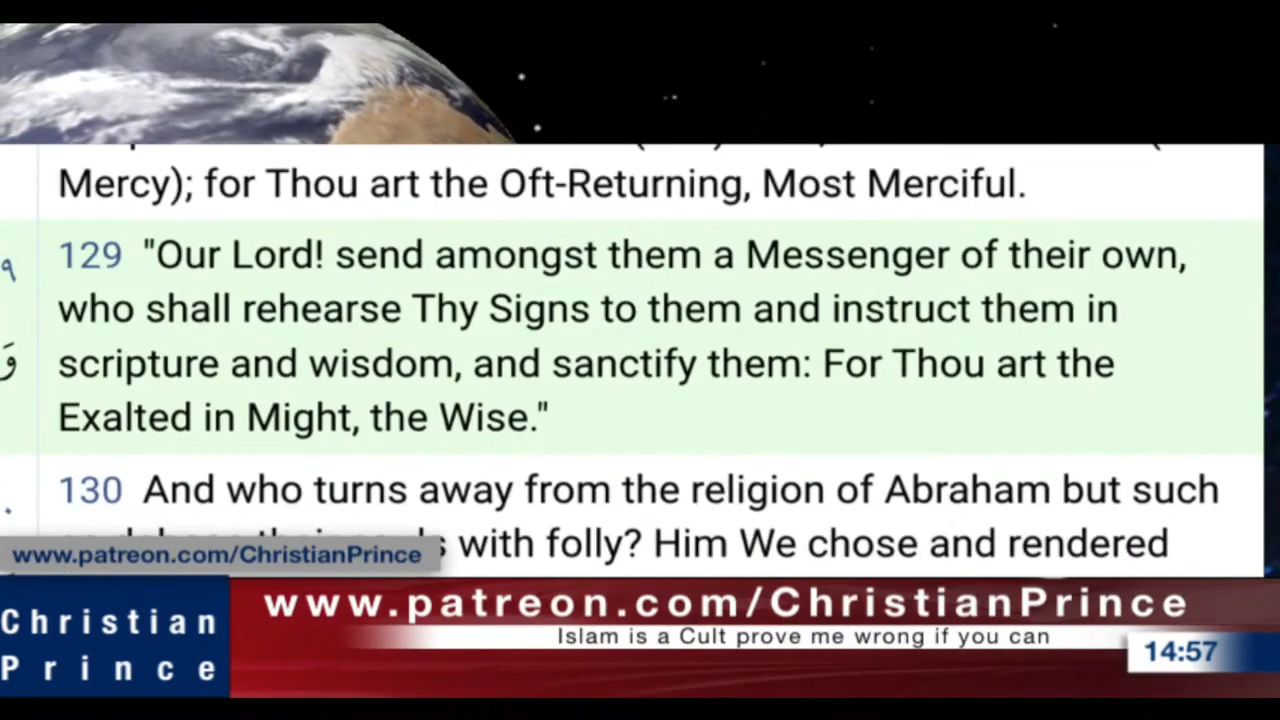 Mercy); for Thou art the Oft-Returning, Most Merciful.
129 "Our Lord! send amongst them a Messenger of their own,
who shall rehearse Thy Signs to them and instruct them in
scripture and wisdom, and sanctify them: For Thou art the
Exalted in Might, the Wise."
130 And who turns away from the religion of Abraham but such
with folly? Him We chose and rendered
www.patreon.com/ChristianPrince
www.patreon.com/ChristianPrince
Islam is a Cult prove me wrong if you can
Christian
Prince
14:57